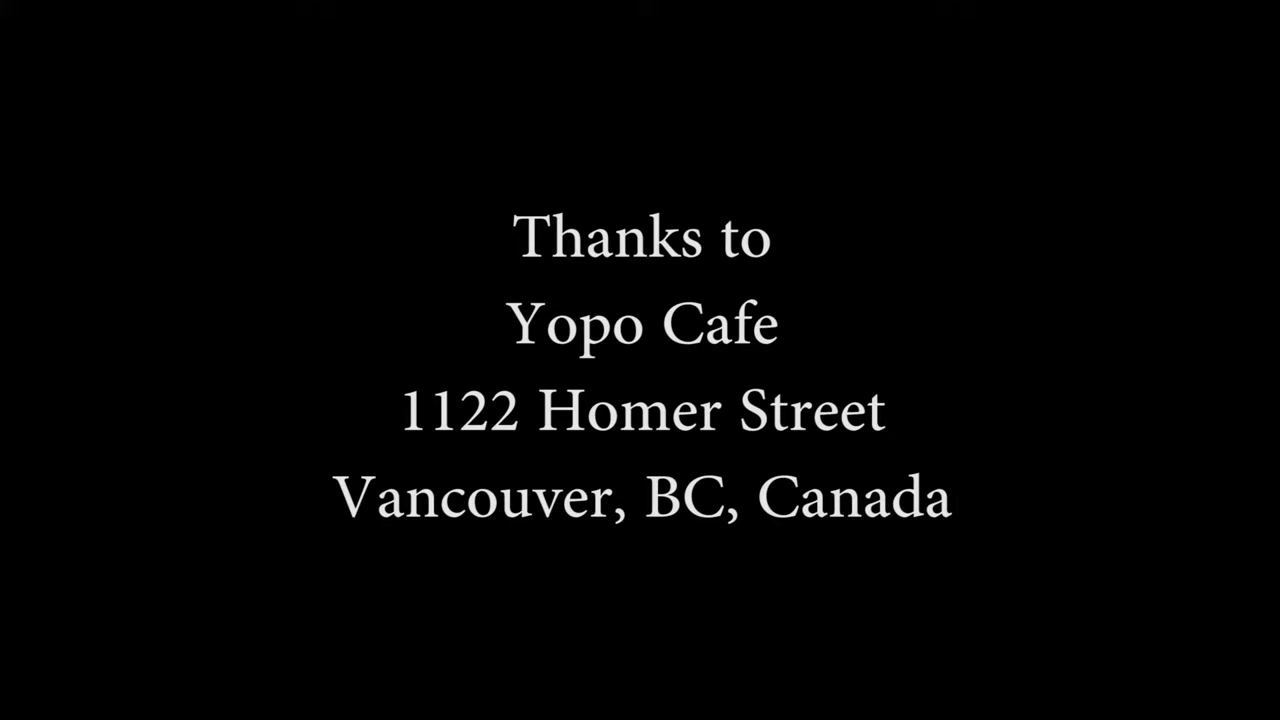 Thanks to
Yopo Cafe
1122 Homer Street
Vancouver, BC, Canada